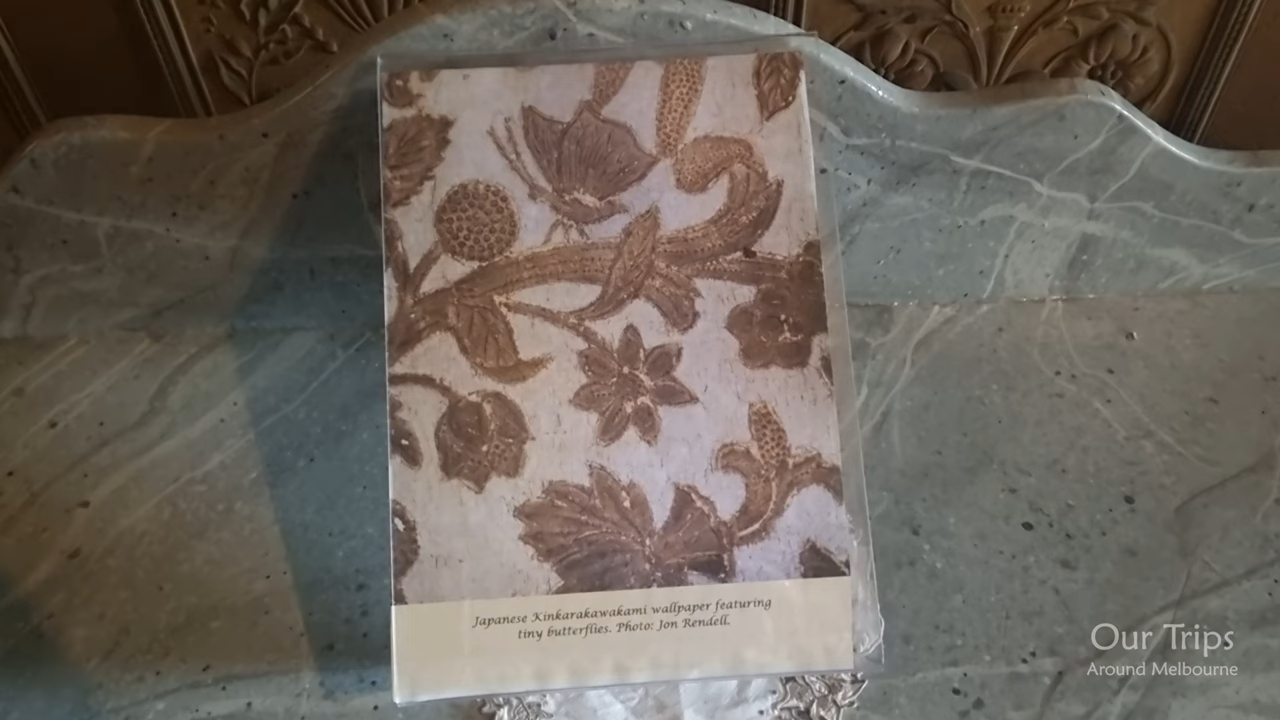 Japanese Kinkarakawakami wallpaper featuring
tiny butterflies. Photo: Jon Rendell.
Our Trips
Around Melbourne